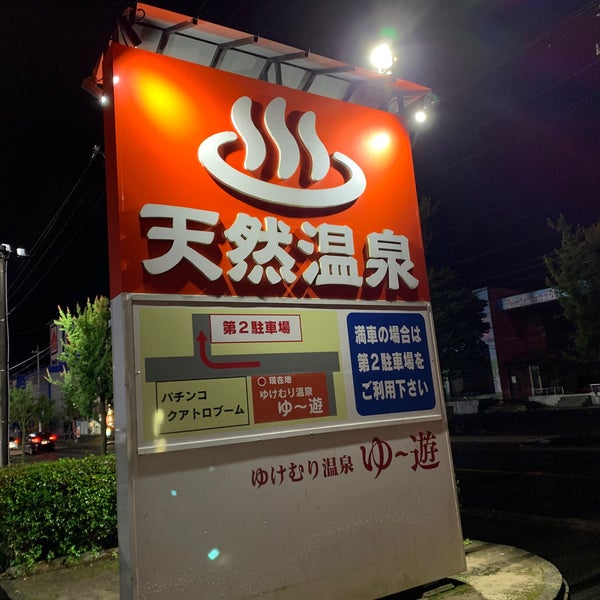 天然温泉
第2駐車場
満車の場合は
第2駐車場を
ご利用下さい
パチンコ
クアトロブーム
○現在地
ゆけむり温泉
ゆ〜遊
ゆけむり温泉 ゆ〜遊